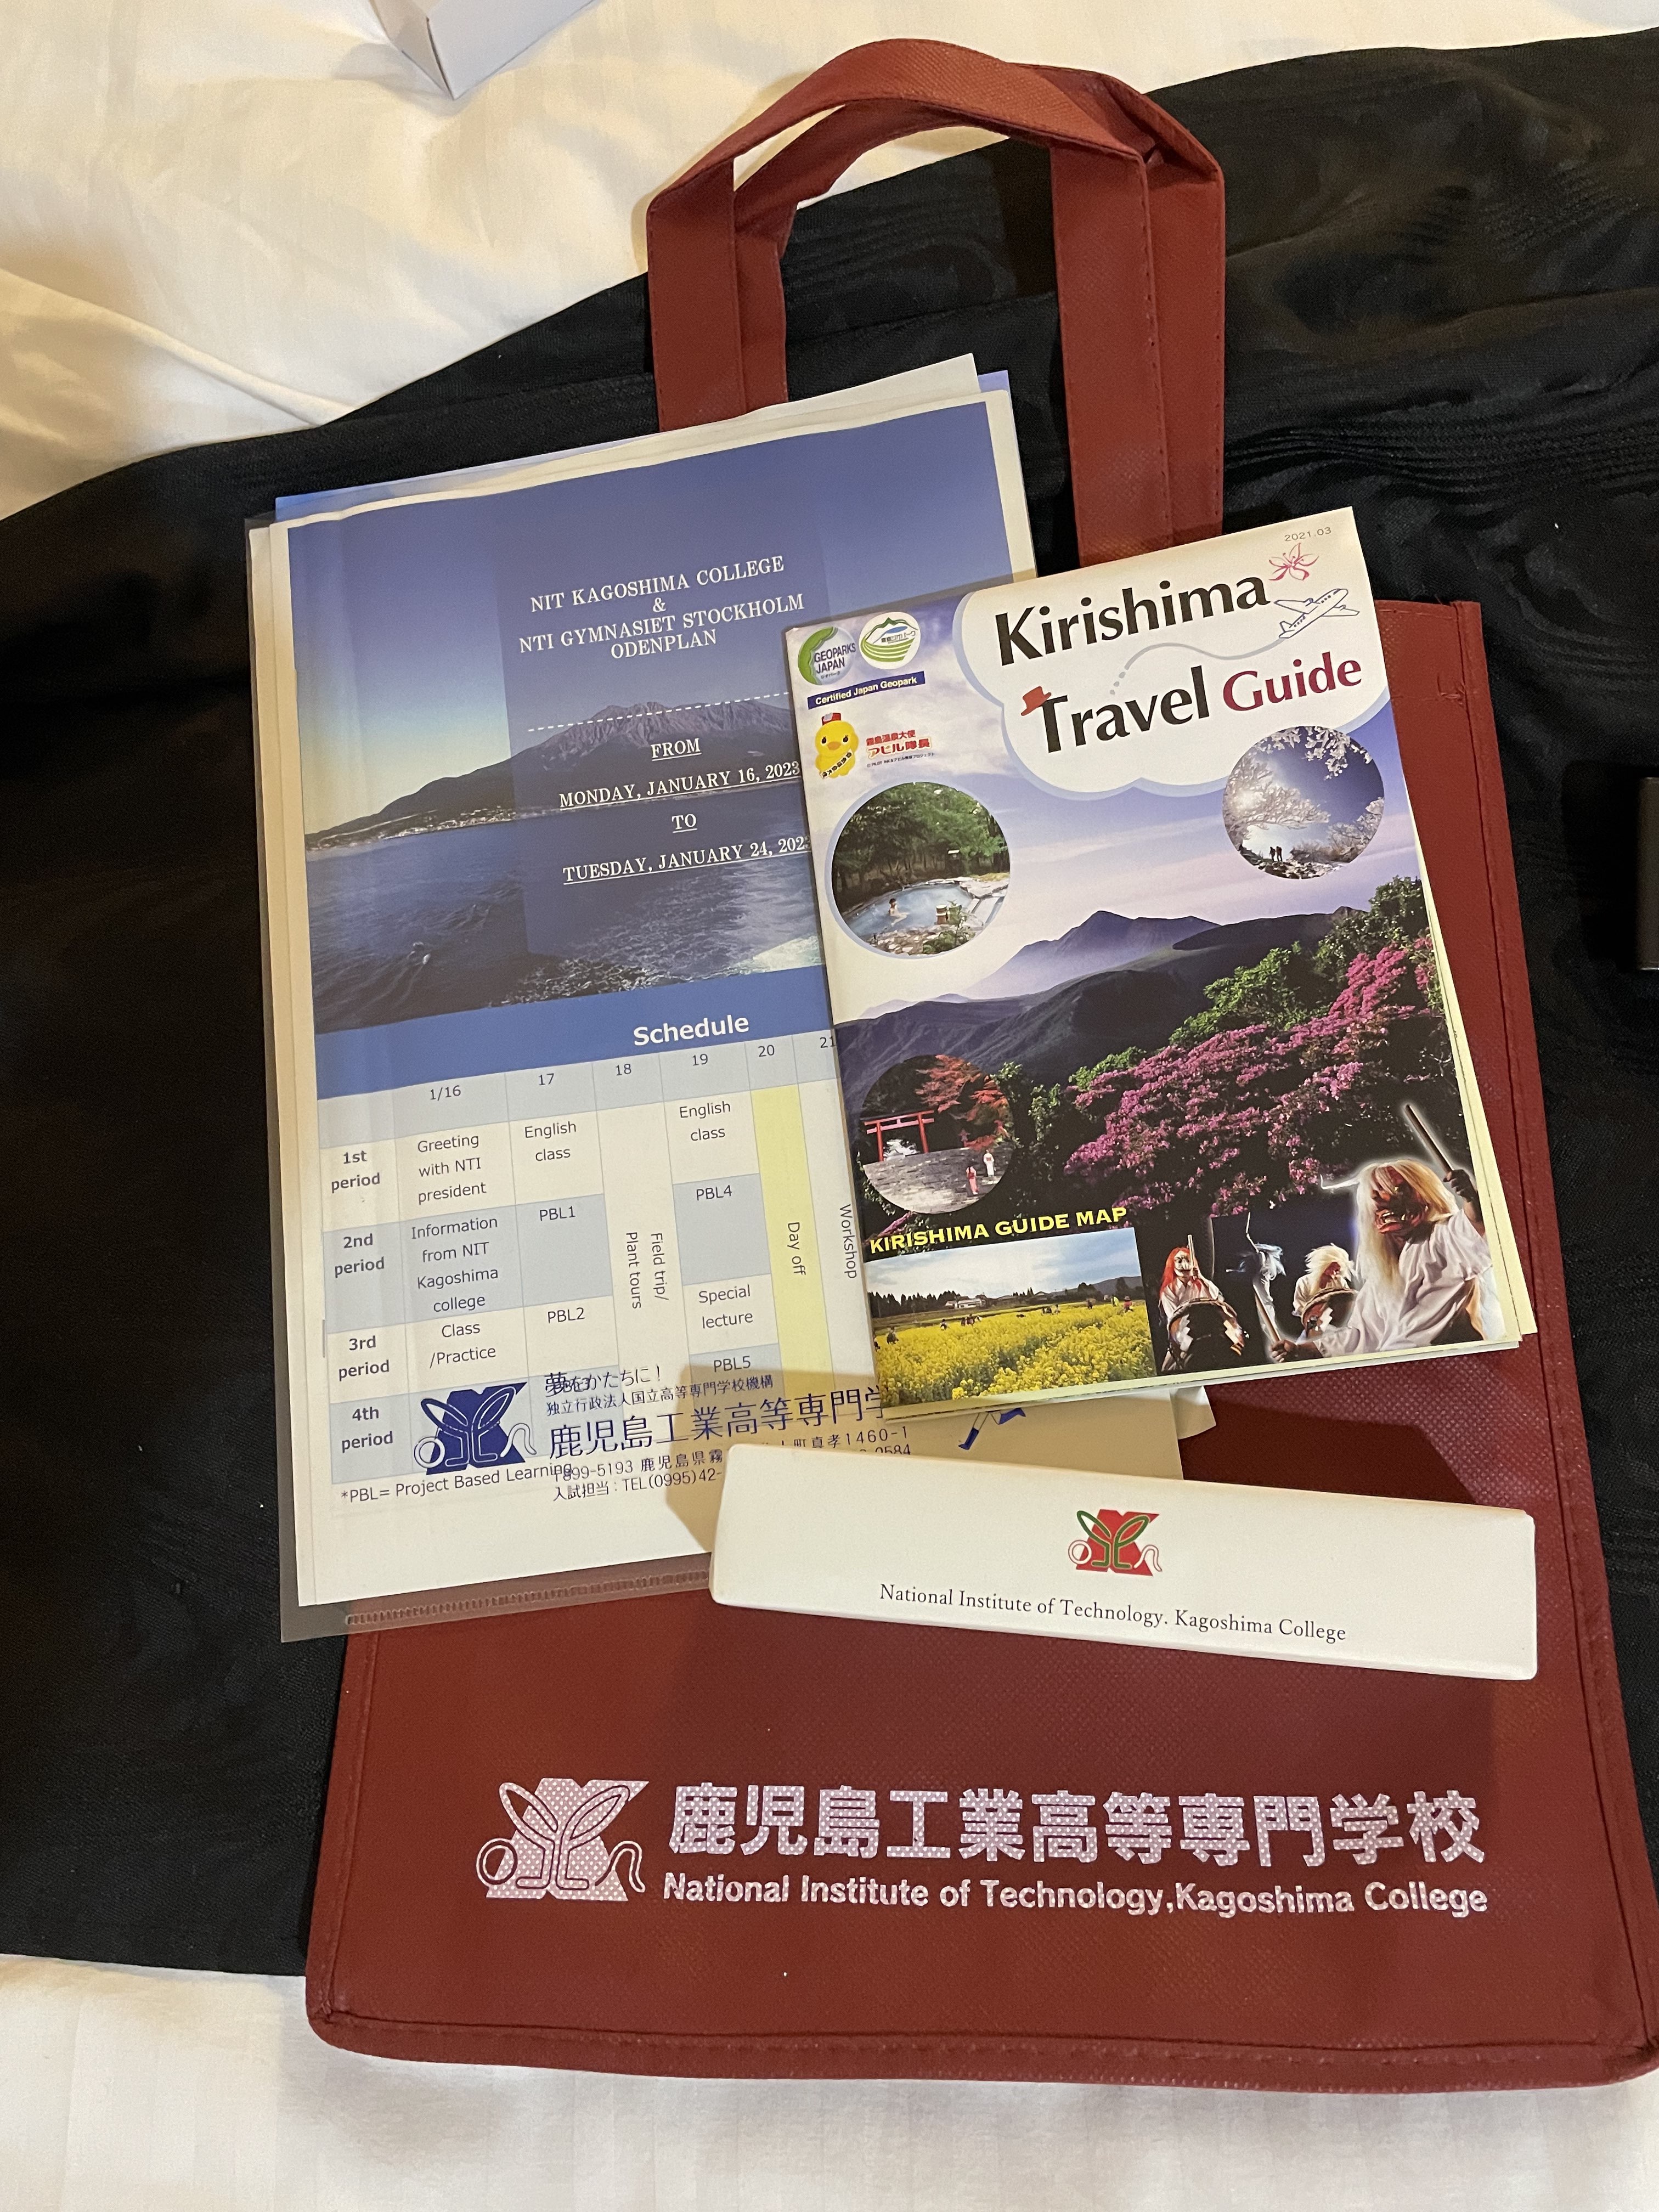 NIT KAGOSHIMA COLLEGE
&
NTI GYMNASIET STOCKHOLM
ODENPLAN
FROM
MONDAY, JANUARY 16, 2023
TO
TUESDAY, JANUARY 24, 202
Schedule
1/16 17 18 19 20 21
1st period
Greeting with NTI president
English class
English class
2nd period
Information from NIT Kagoshima college
PBL1
PBL4
3rd period
Class /Practice
PBL2
Special lecture
4th period
PBL5
Field trip/ Plant tours
Day off
Workshop
*PBL= Project Based Learning
夢をかたちに!
独立行政法人国立高等専門学校機構
鹿児島工業高等専門学
〒899-5193 鹿児島県霧 町真孝1460-1
入試担当:TEL(0995)42- 0584
2021.03
Kirishima
Travel Guide
GEOPARKS
JAPAN
Certified Japan Geopark
霧島温泉大使
アヒル隊長
KIRISHIMA GUIDE MAP
National Institute of Technology. Kagoshima College
鹿児島工業高等専門学校
National Institute of Technology,Kagoshima College